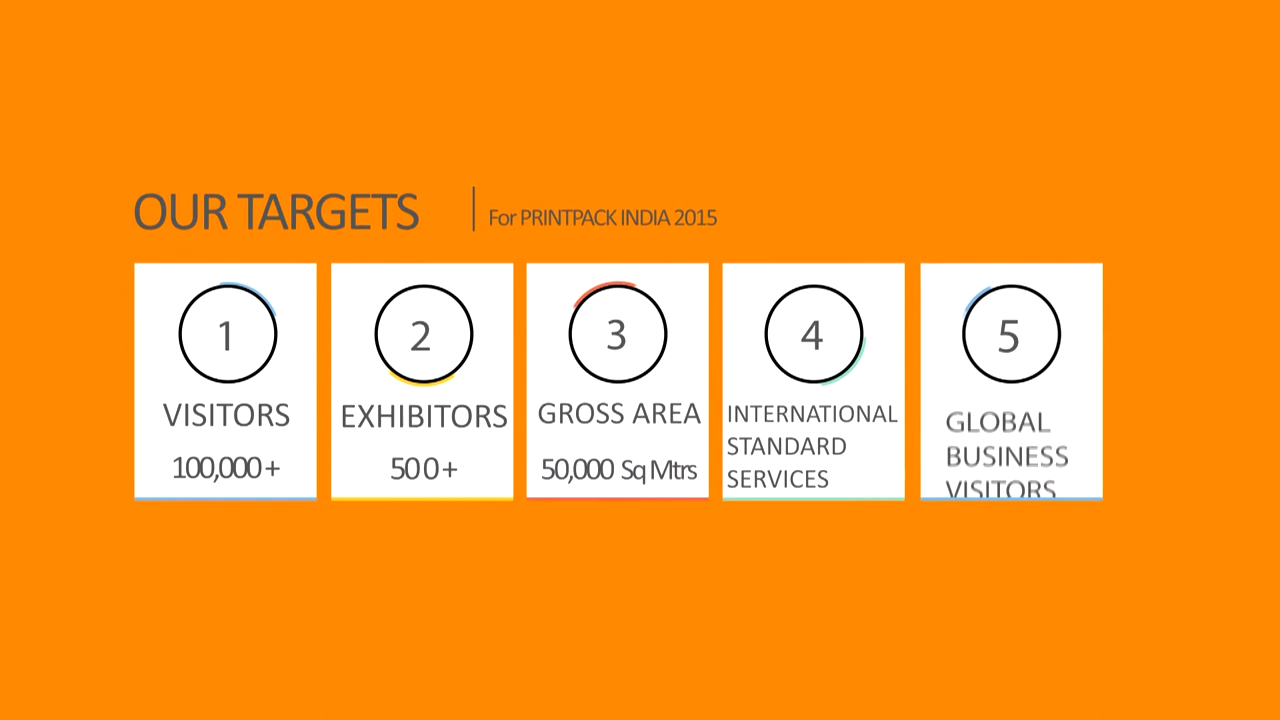 OUR TARGETS
For PRINTPACK INDIA 2015
1
VISITORS
100,000 +
2
EXHIBITORS
500 +
3
GROSS AREA
50,000 Sq Mtrs
4
INTERNATIONAL
STANDARD
SERVICES
5
GLOBAL
BUSINESS
VISITORS